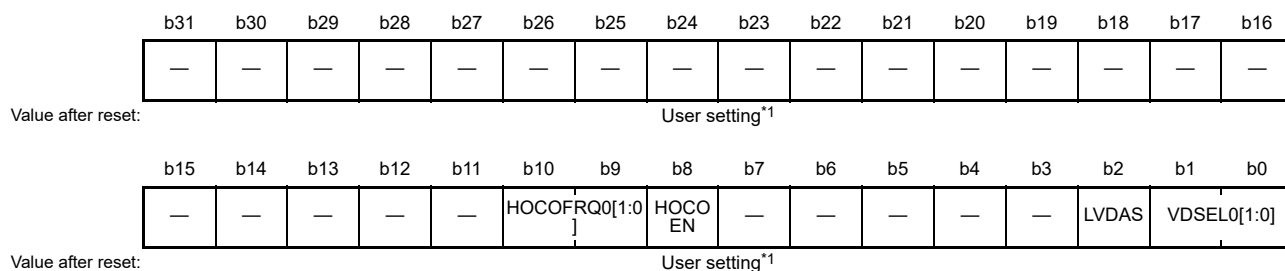 b31 b30 b29 b28 b27 b26 b25 b24 b23 b22 b21 b20 b19 b18 b17 b16
— — — — — — — — — — — — — — — —
Value after reset: User setting*1
b15 b14 b13 b12 b11 b10 b9 b8 b7 b6 b5 b4 b3 b2 b1 b0
— — — — — HOCOFRQ0[1:0] HOCOEN — — — — — LVDAS VDSEL0[1:0]
Value after reset: User setting*1